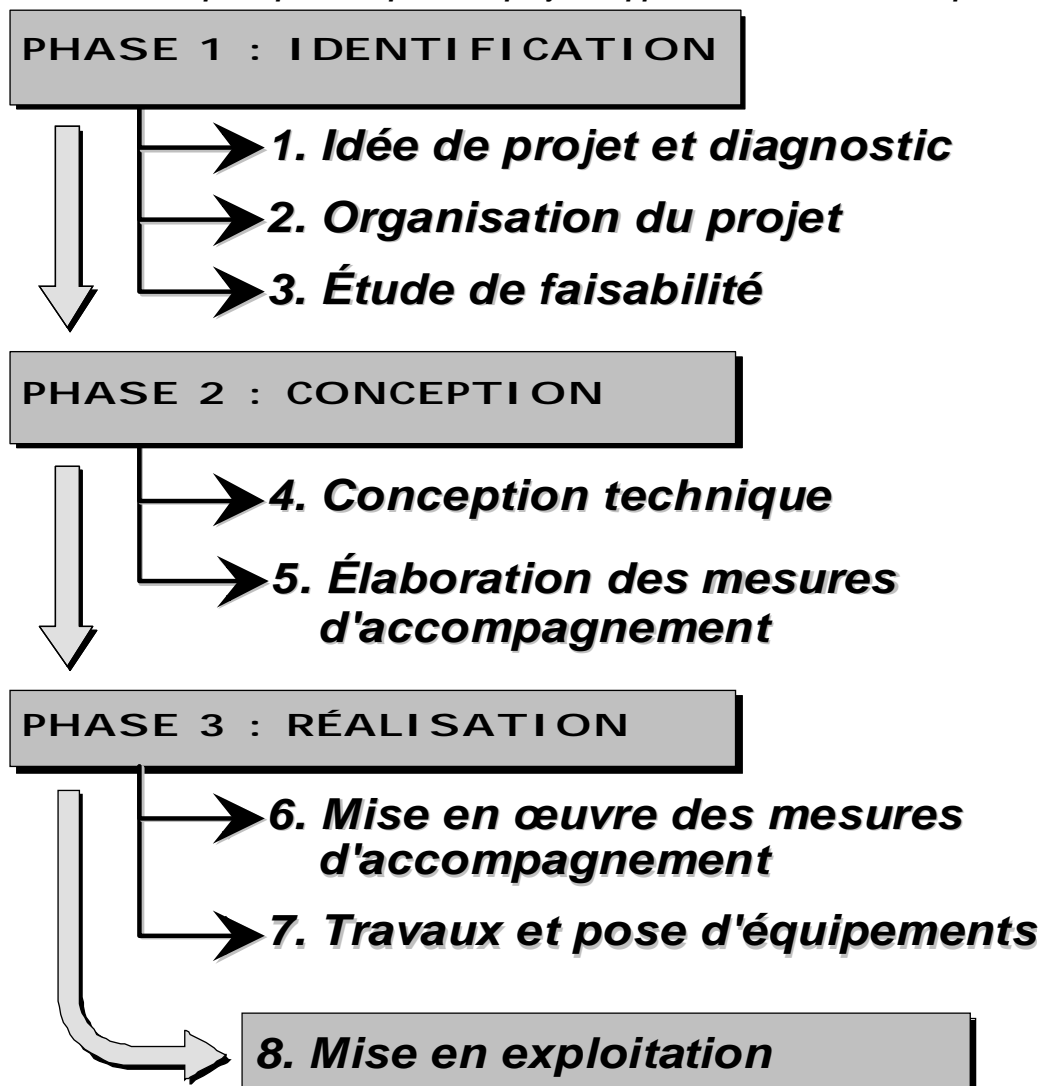 PHASE 1 : IDENTIFICATION
1. Idée de projet et diagnostic
2. Organisation du projet
3. Étude de faisabilité
PHASE 2 : CONCEPTION
4. Conception technique
5. Élaboration des mesures
d'accompagnement
PHASE 3 : RÉALISATION
6. Mise en œuvre des mesures
d'accompagnement
7. Travaux et pose d'équipements
8. Mise en exploitation